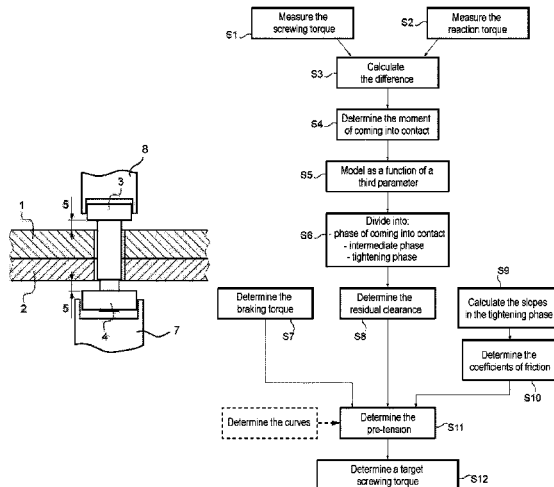 S1
Measure the
screwing torque
S2
Measure the
reaction torque
S3
Calculate
the difference
S4
Determine the moment
of coming into contact
S5
Model as a function of a
third parameter
S6
Divide into:
- phase of coming into contact
- intermediate phase
- tightening phase
8
3
5
1
2
5
4
7
Determine the
braking torque
S7
Determine the
residual clearance
S8
S9
Calculate the slopes
in the tightening phase
Determine the
coefficients of friction
S10
Determine the curves
Determine the
pre-tension
S11
Determine a target
screwing torque
S12